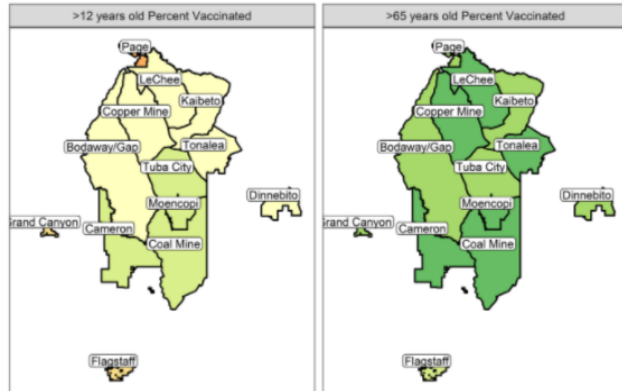 >12 years old Percent Vaccinated
Page
LeChee
Kaibeto
Copper Mine
Bodaway/Gap
Tonalea
Tuba City
Moencopi
Dinnebito
Grand Canyon
Cameron
Coal Mine
Flagstaff
>65 years old Percent Vaccinated
Page
LeChee
Kaibeto
Copper Mine
Bodaway/Gap
Tonalea
Tuba City
Moencopi
Dinnebito
Grand Canyon
Cameron
Coal Mine
Flagstaff